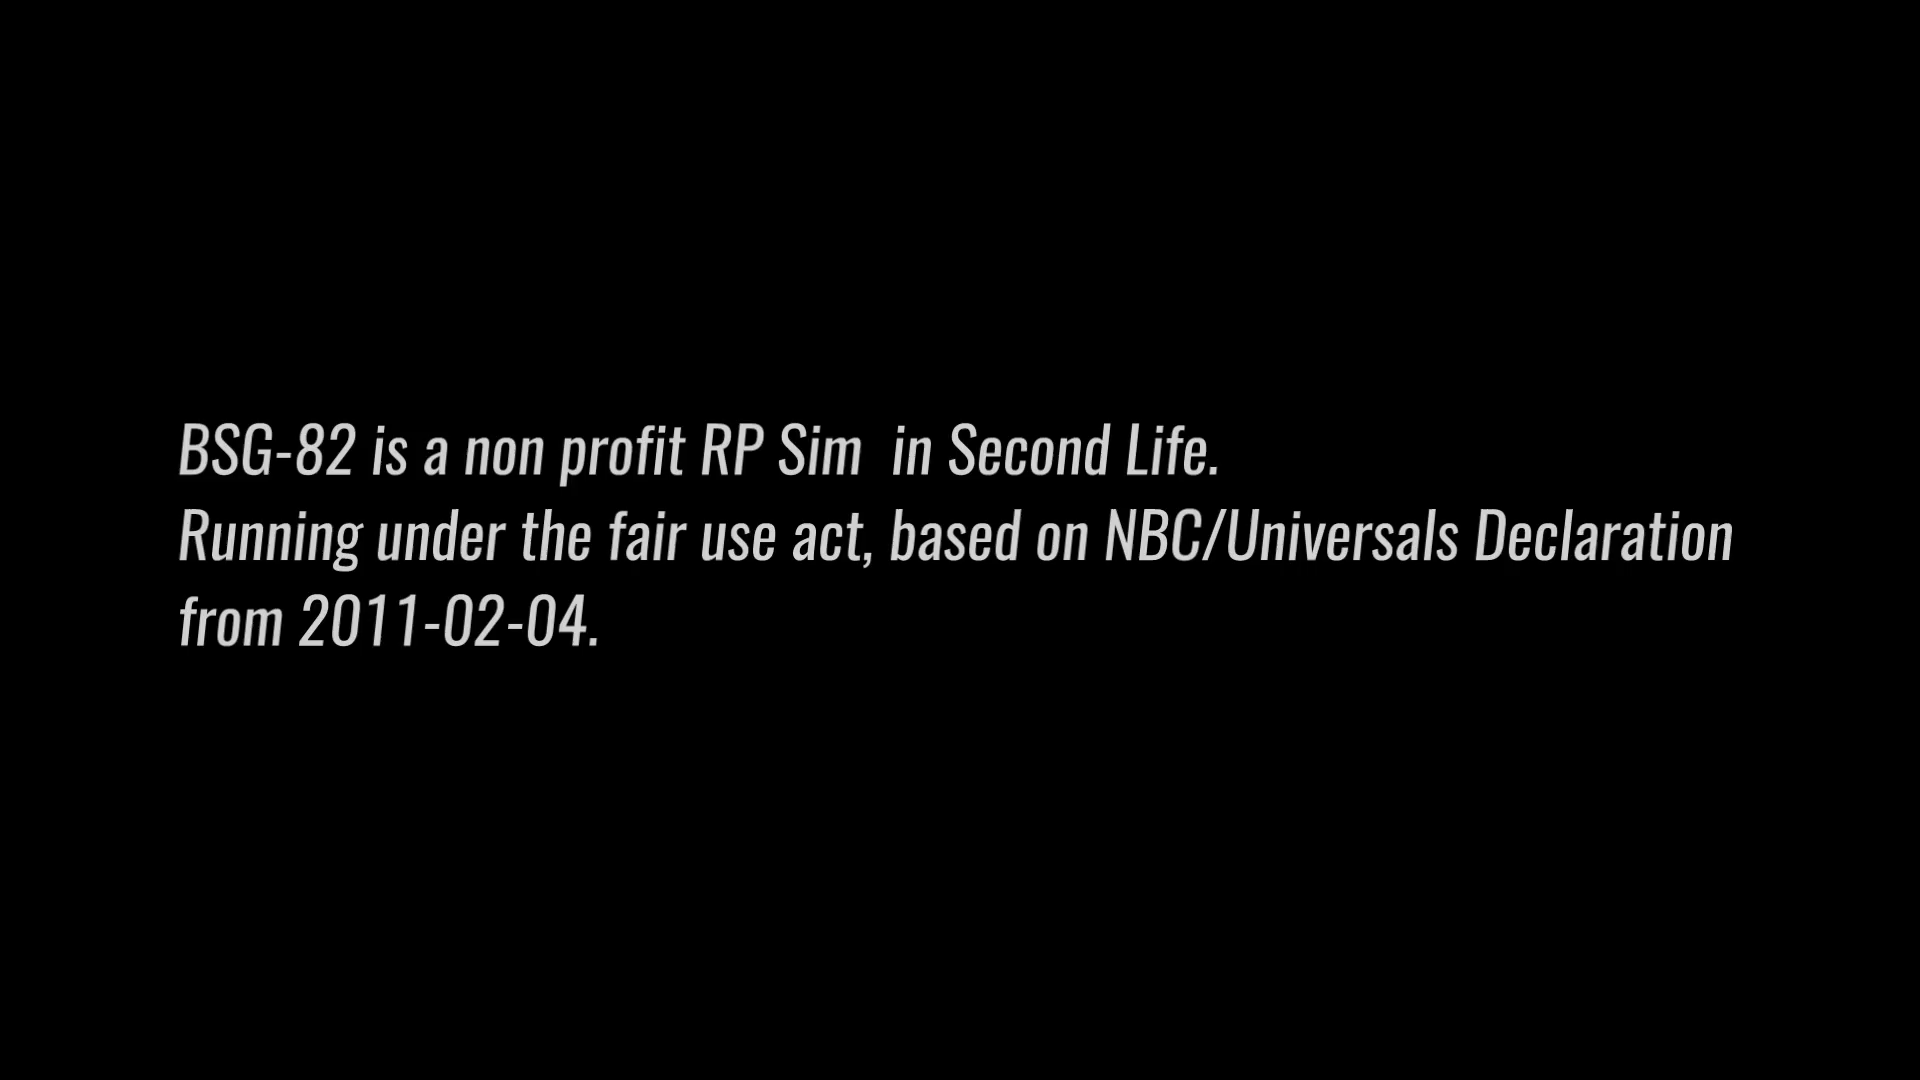 BSG-82 is a non profit RP Sim  in Second Life.
Running under the fair use act, based on NBC/Universals Declaration
from 2011-02-04.